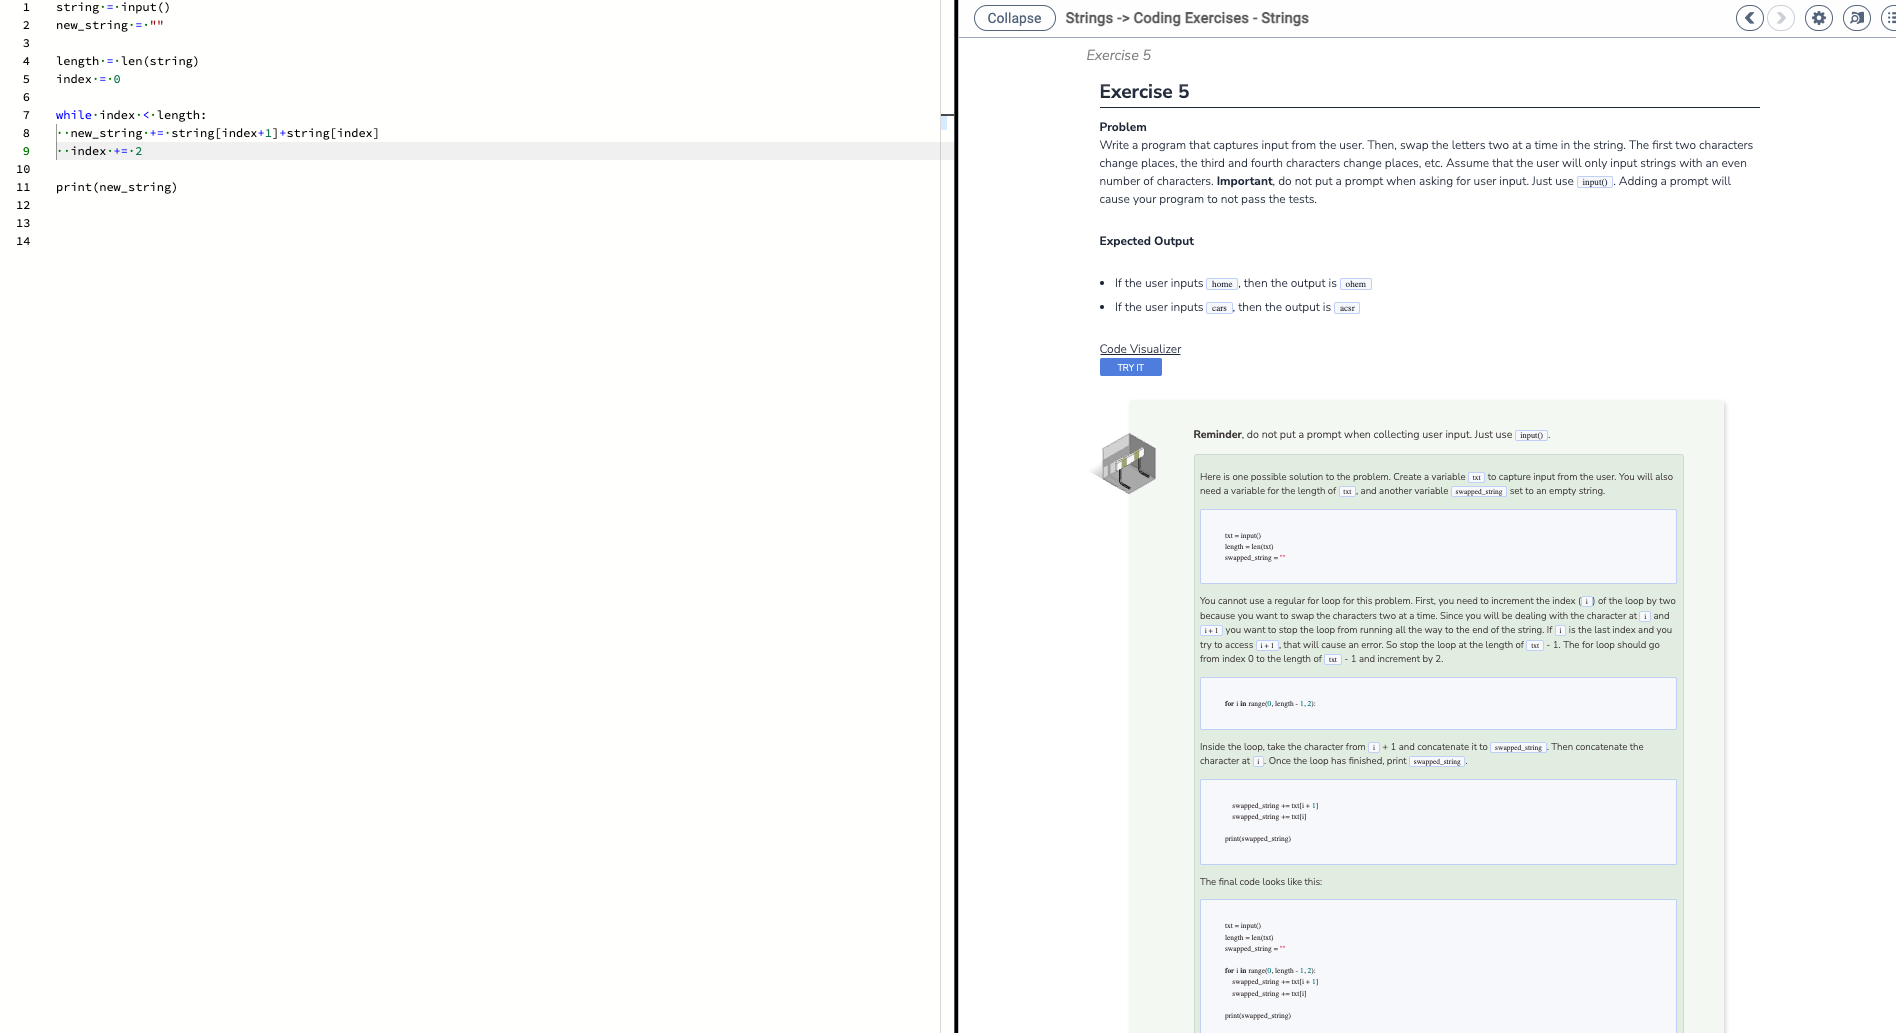 1 string = input()
2 new_string = ""
3
4 length = len(string)
5 index = 0
6
7 while index < length:
8   new_string += string[index+1]+string[index]
9   index += 2
10
11 print(new_string)
12
13
14
Collapse Strings -> Coding Exercises - Strings
Exercise 5
Exercise 5
Problem
Write a program that captures input from the user. Then, swap the letters two at a time in the string. The first two characters
change places, the third and fourth characters change places, etc. Assume that the user will only input strings with an even
number of characters. Important, do not put a prompt when asking for user input. Just use input(). Adding a prompt will
cause your program to not pass the tests.
Expected Output
• If the user inputs home, then the output is ohem
• If the user inputs cars, then the output is acsr
Code Visualizer
TRY IT
Reminder, do not put a prompt when collecting user input. Just use input().
Here is one possible solution to the problem. Create a variable txt to capture input from the user. You will also
need a variable for the length of txt, and another variable swapped_string set to an empty string.
txt = input()
length = len(txt)
swapped_string = ""
You cannot use a regular for loop for this problem. First, you need to increment the index (i) of the loop by two
because you want to swap the characters two at a time. Since you will be dealing with the character at i and
i + 1 you want to stop the loop from running all the way to the end of the string. If i is the last index and you
try to access i + 1, that will cause an error. So stop the loop at the length of txt - 1. The for loop should go
from index 0 to the length of txt - 1 and increment by 2.
for i in range(0, length - 1, 2):
Inside the loop, take the character from i + 1 and concatenate it to swapped_string. Then concatenate the
character at i. Once the loop has finished, print swapped_string.
swapped_string += txt[i + 1]
swapped_string += txt[i]
print(swapped_string)
The final code looks like this:
txt = input()
length = len(txt)
swapped_string = ""
for i in range(0, length - 1, 2):
swapped_string += txt[i + 1]
swapped_string += txt[i]
print(swapped_string)